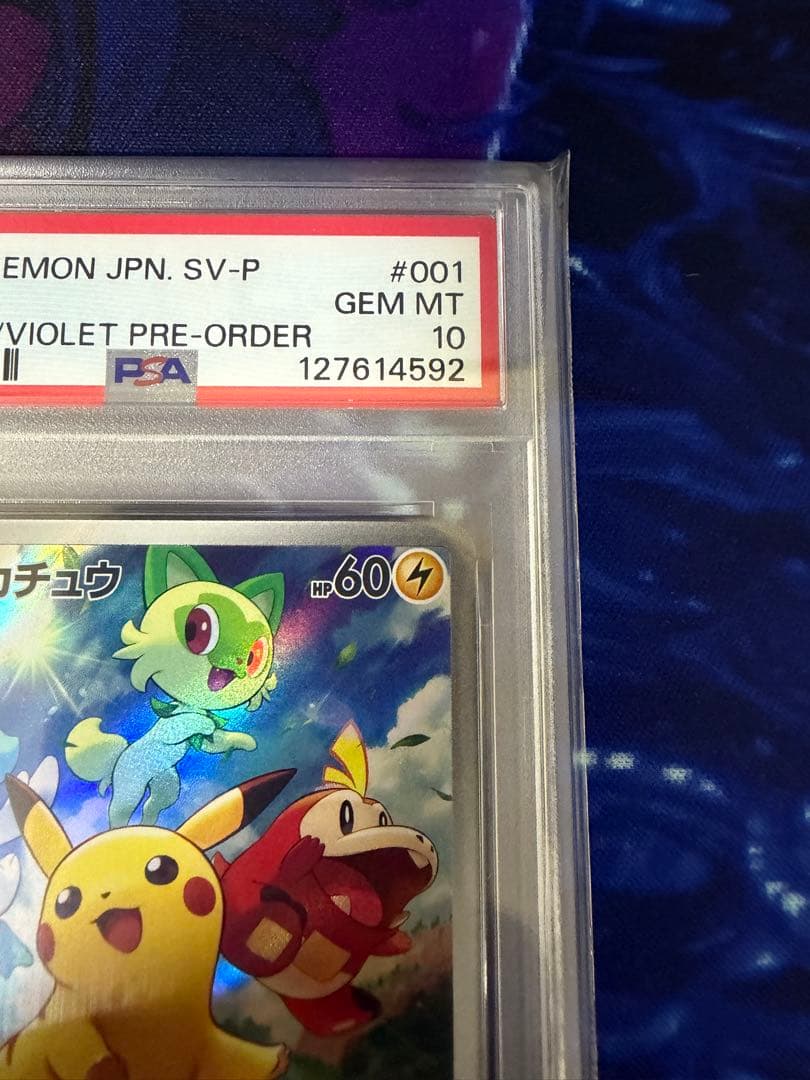 EMON JPN. SV-P #001
GEM MT
/VIOLET PRE-ORDER 10
PSA 127614592
カチュウ HP60